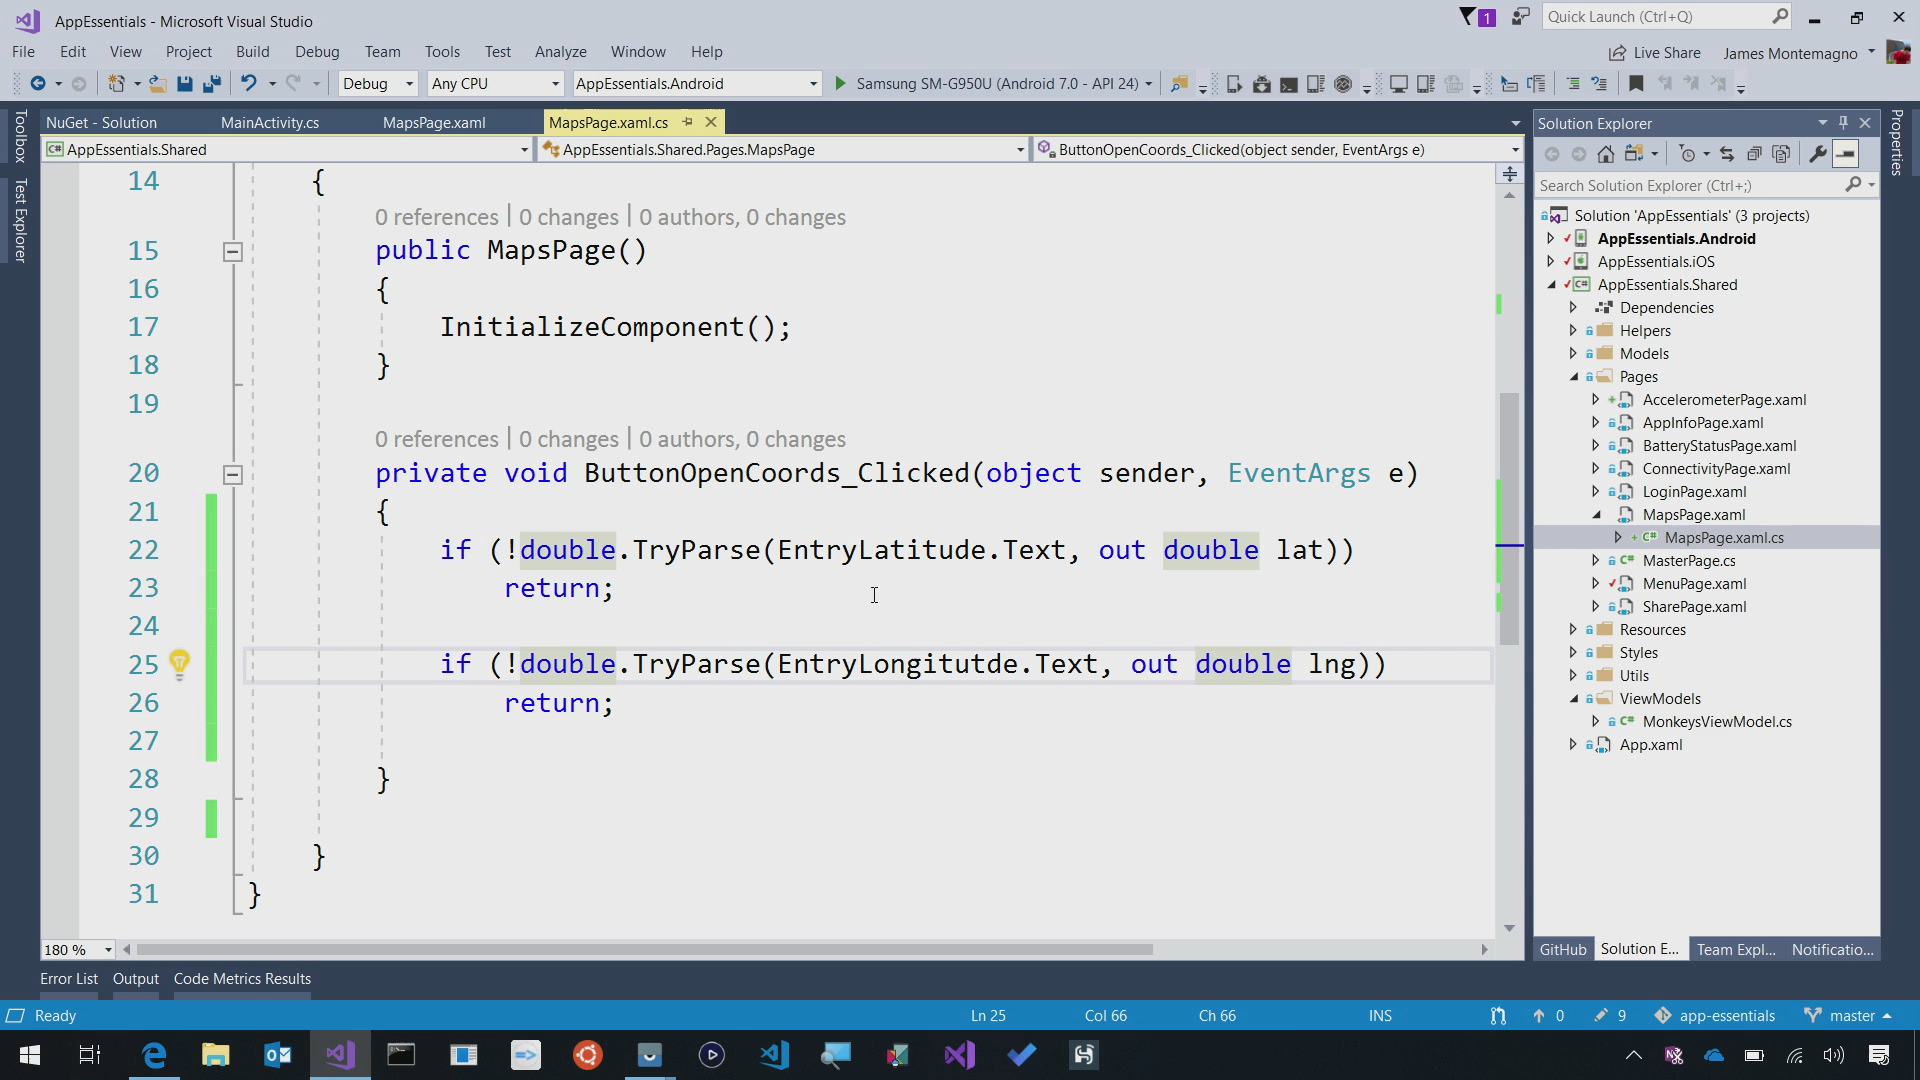 AppEssentials - Microsoft Visual Studio
1
Quick Launch (Ctrl+Q)
File Edit View Project Build Debug Team Tools Test Analyze Window Help
Live Share James Montemagno
Debug Any CPU AppEssentials.Android Samsung SM-G950U (Android 7.0 - API 24)
Toolbox
Test Explorer
NuGet - Solution MainActivity.cs MapsPage.xaml MapsPage.xaml.cs
AppEssentials.Shared AppEssentials.Shared.Pages.MapsPage ButtonOpenCoords_Clicked(object sender, EventArgs e)
14 {
0 references | 0 changes | 0 authors, 0 changes
15 public MapsPage()
16 {
17 InitializeComponent();
18 }
19
0 references | 0 changes | 0 authors, 0 changes
20 private void ButtonOpenCoords_Clicked(object sender, EventArgs e)
21 {
22 if (!double.TryParse(EntryLatitude.Text, out double lat))
23 return;
24
25 if (!double.TryParse(EntryLongitutde.Text, out double lng))
26 return;
27
28 }
29
30 }
31 }
180 %
Solution Explorer
Search Solution Explorer (Ctrl+;)
Solution 'AppEssentials' (3 projects)
AppEssentials.Android
AppEssentials.iOS
AppEssentials.Shared
Dependencies
Helpers
Models
Pages
AccelerometerPage.xaml
AppInfoPage.xaml
BatteryStatusPage.xaml
ConnectivityPage.xaml
LoginPage.xaml
MapsPage.xaml
MapsPage.xaml.cs
MasterPage.cs
MenuPage.xaml
SharePage.xaml
Resources
Styles
Utils
ViewModels
MonkeysViewModel.cs
App.xaml
GitHub Solution E... Team Expl... Notificatio...
Properties
Error List Output Code Metrics Results
Ready Ln 25 Col 66 Ch 66 INS 0 9 app-essentials master